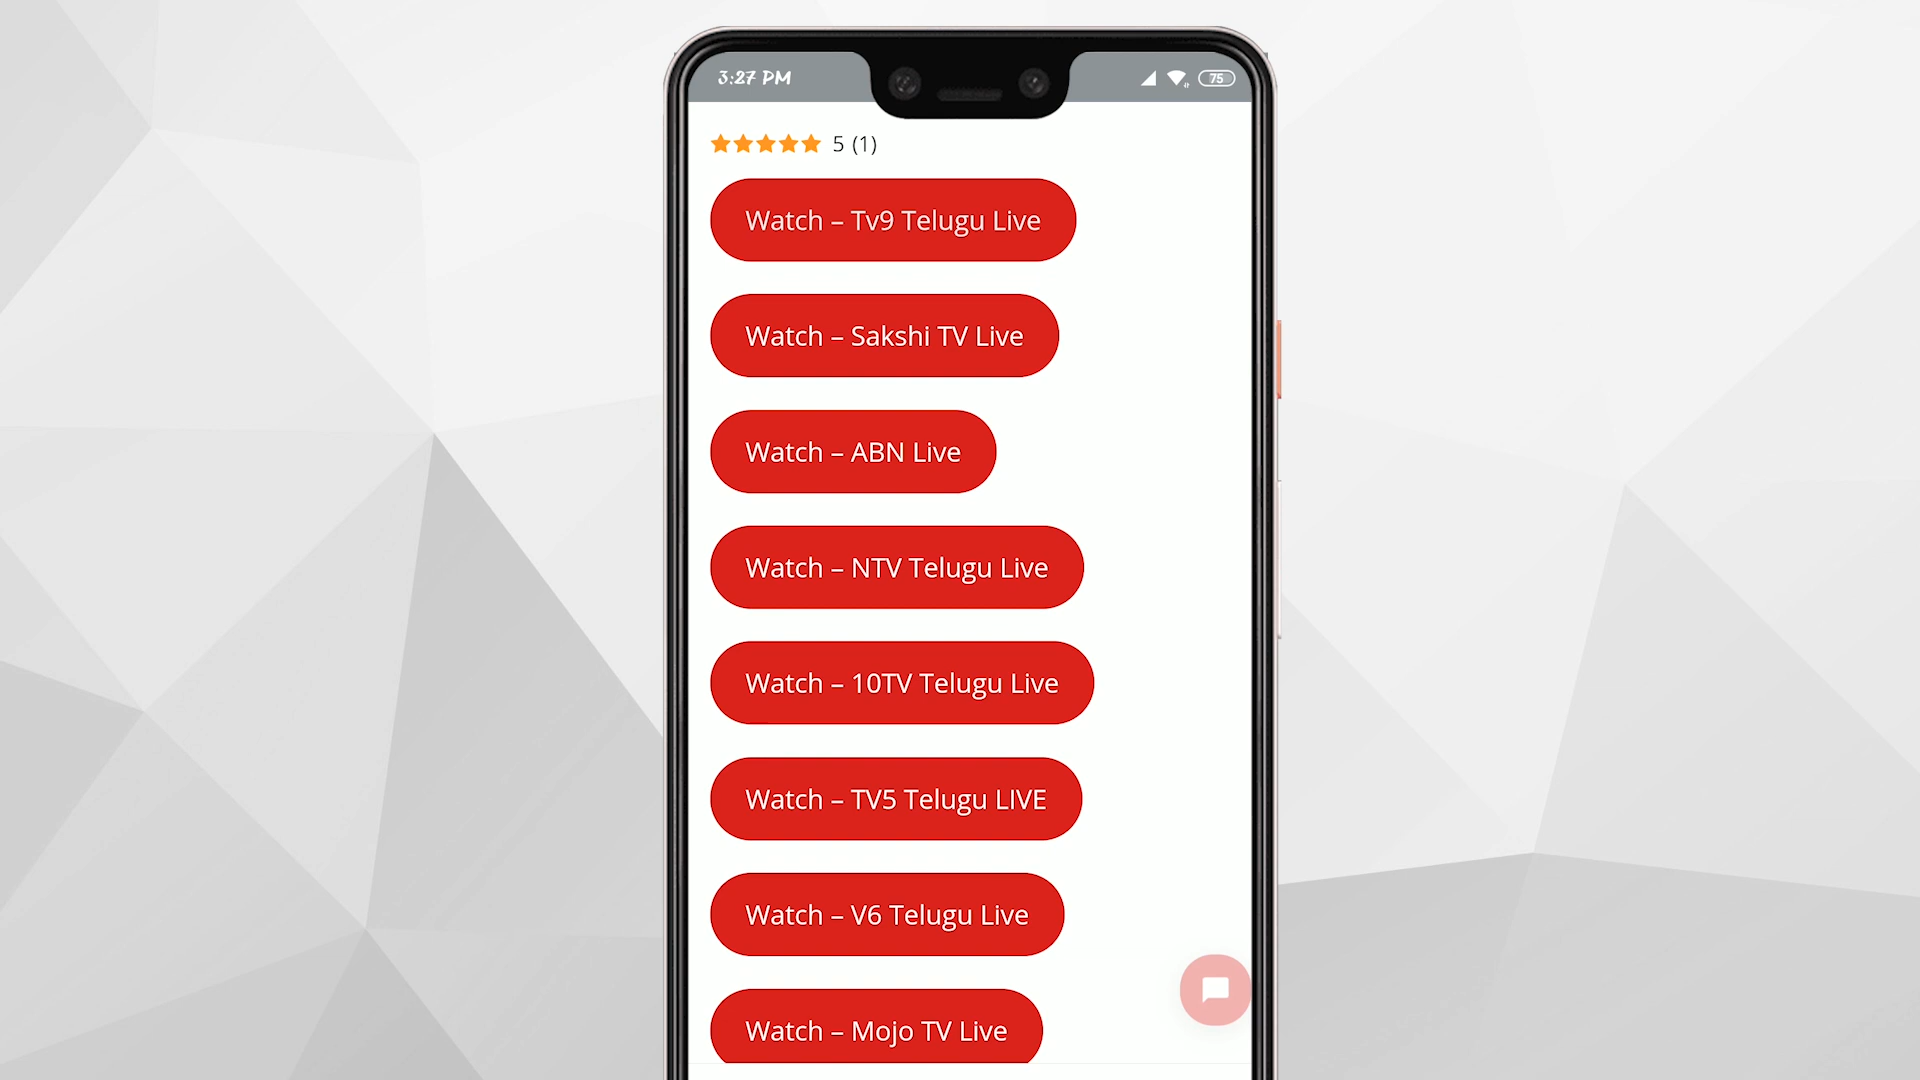 3:27 PM
75
5 (1)
Watch – Tv9 Telugu Live
Watch – Sakshi TV Live
Watch – ABN Live
Watch – NTV Telugu Live
Watch – 10TV Telugu Live
Watch – TV5 Telugu LIVE
Watch – V6 Telugu Live
Watch – Mojo TV Live